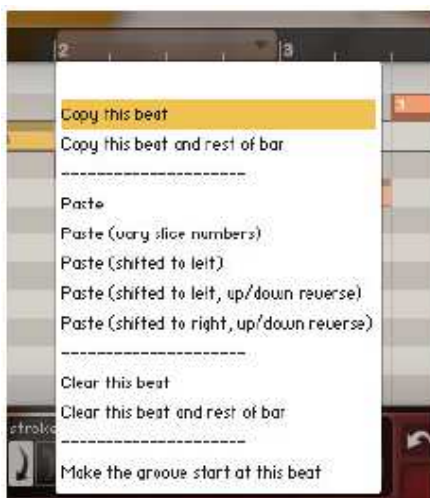 2 3
Copy this beat
Copy this beat and rest of bar
----------------------
Paste
Paste (vary slice numbers)
Paste (shifted to left)
Paste (shifted to left, up/down reverse)
Paste (shifted to right, up/down reverse)
----------------------
Clear this beat
Clear this beat and rest of bar
----------------------
Make the groove start at this beat
stroke